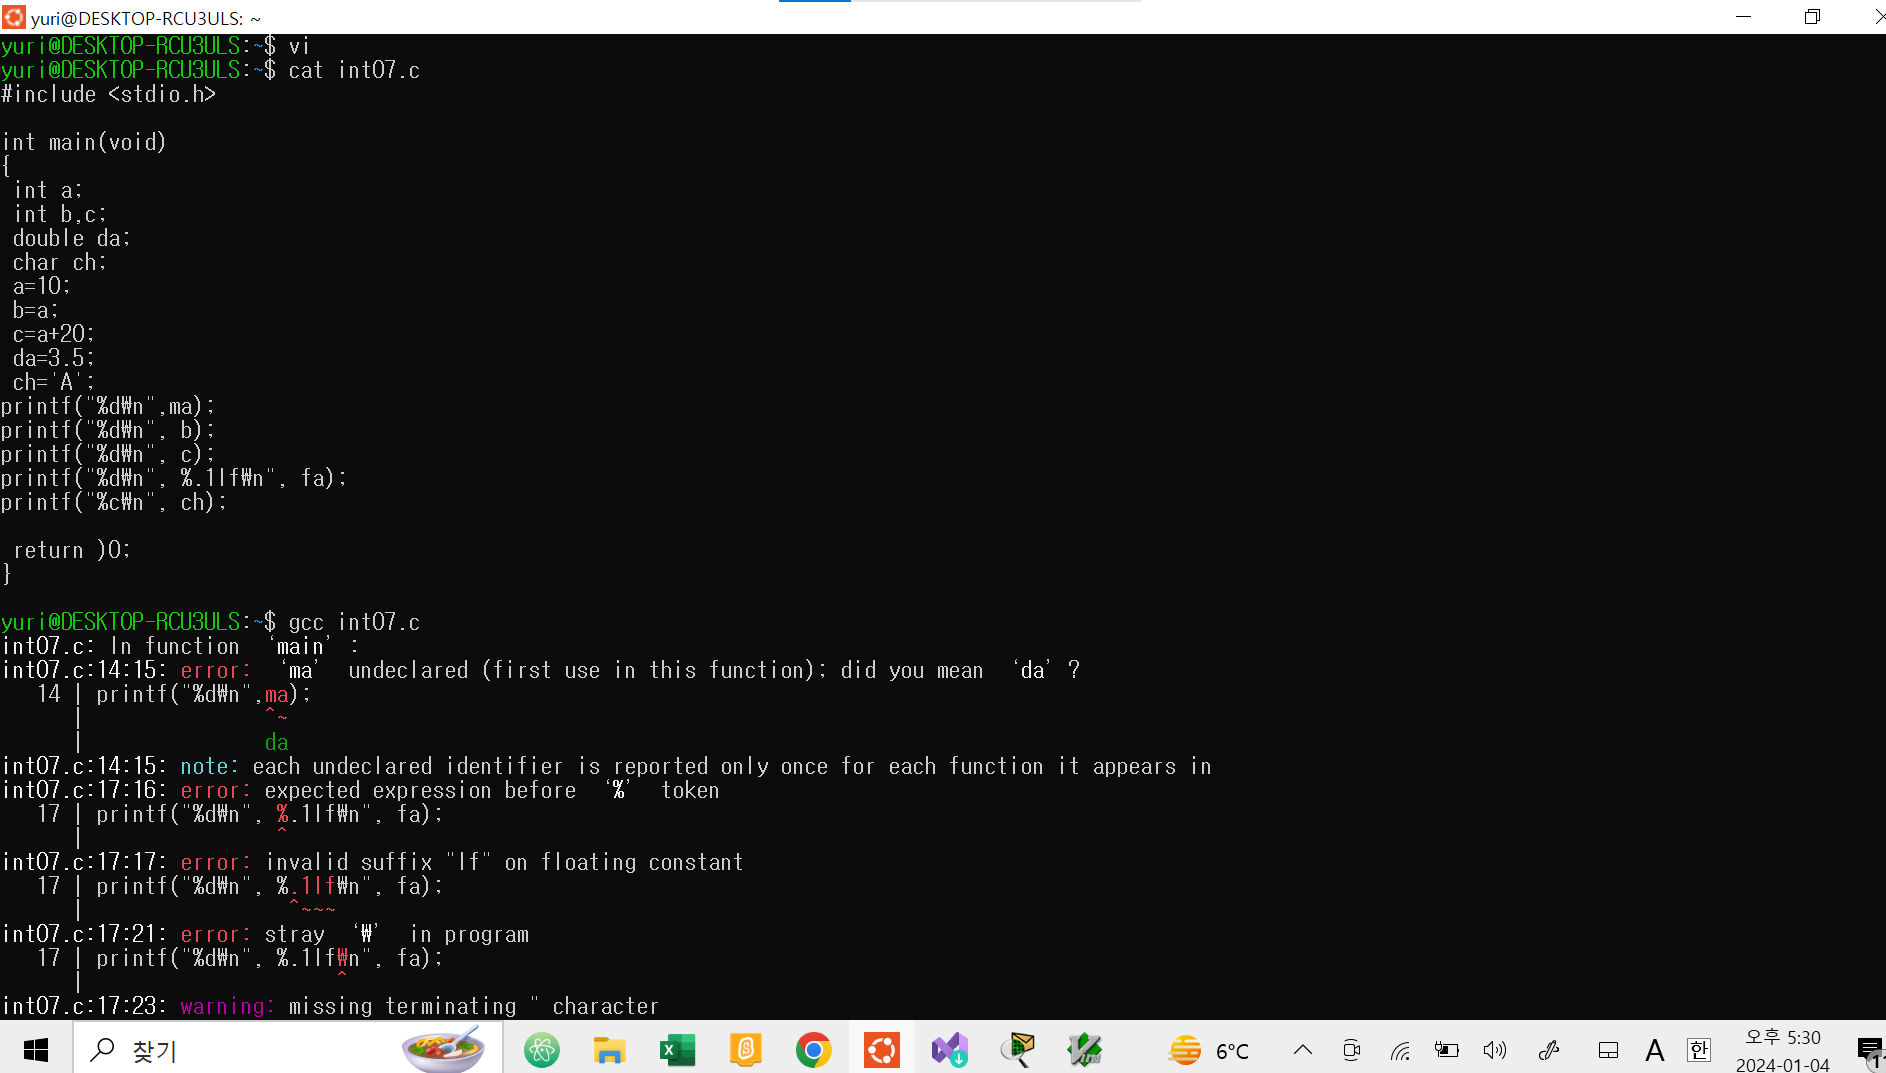 yuri@DESKTOP-RCU3ULS: ~
yuri@DESKTOP-RCU3ULS:~$ vi
yuri@DESKTOP-RCU3ULS:~$ cat int07.c
#include <stdio.h>
int main(void)
{
int a;
int b,c;
double da;
char ch;
a=10;
b=a;
c=a+20;
da=3.5;
ch='A';
printf("%d₩n",ma);
printf("%d₩n", b);
printf("%d₩n", c);
printf("%d₩n", %.1lf₩n", fa);
printf("%c₩n", ch);
return )0;
}
yuri@DESKTOP-RCU3ULS:~$ gcc int07.c
int07.c: In function ‘main’:
int07.c:14:15: error: ‘ma’ undeclared (first use in this function); did you mean ‘da’?
14 | printf("%d₩n",ma);
| ^~
| da
int07.c:14:15: note: each undeclared identifier is reported only once for each function it appears in
int07.c:17:16: error: expected expression before ‘%’ token
17 | printf("%d₩n", %.1lf₩n", fa);
| ^
int07.c:17:17: error: invalid suffix "lf" on floating constant
17 | printf("%d₩n", %.1lf₩n", fa);
| ^~~~
int07.c:17:21: error: stray ‘₩’ in program
17 | printf("%d₩n", %.1lf₩n", fa);
| ^
int07.c:17:23: warning: missing terminating " character
찾기
6°C
A
한
오후 5:30
2024-01-04